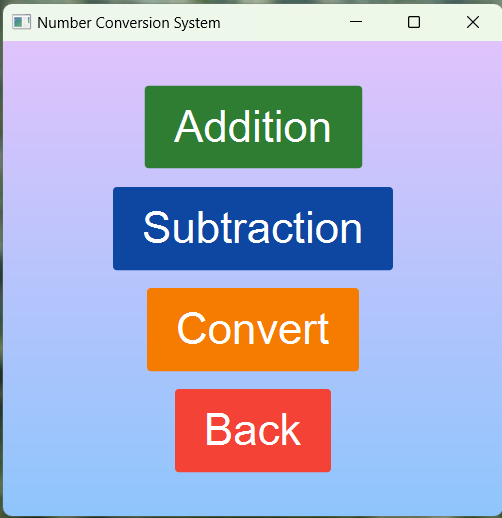 Number Conversion System
Addition
Subtraction
Convert
Back